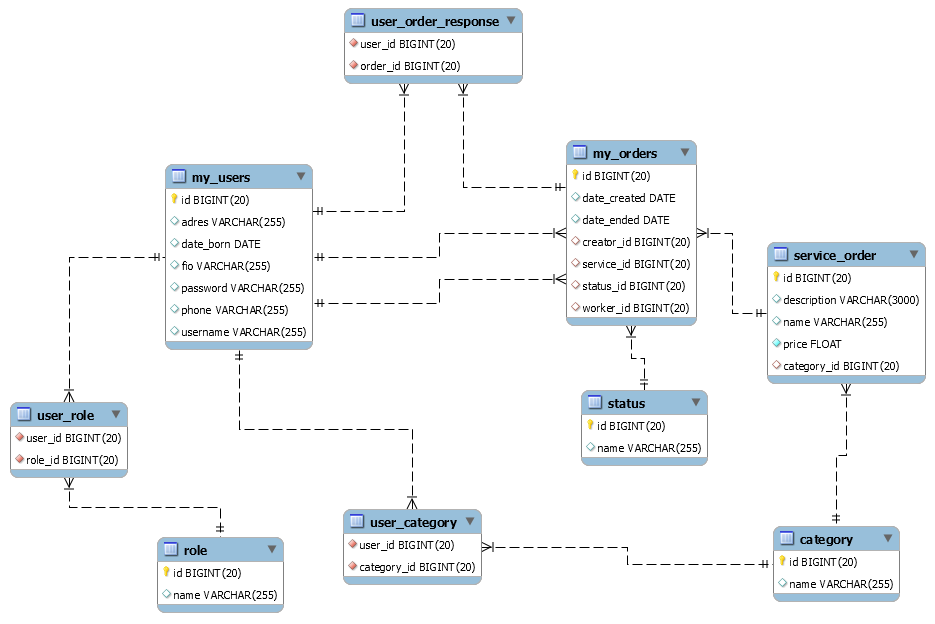 user_order_response
user_id BIGINT(20)
order_id BIGINT(20)
my_users
id BIGINT(20)
adres VARCHAR(255)
date_born DATE
fio VARCHAR(255)
password VARCHAR(255)
phone VARCHAR(255)
username VARCHAR(255)
my_orders
id BIGINT(20)
date_created DATE
date_ended DATE
creator_id BIGINT(20)
service_id BIGINT(20)
status_id BIGINT(20)
worker_id BIGINT(20)
service_order
id BIGINT(20)
description VARCHAR(3000)
name VARCHAR(255)
price FLOAT
category_id BIGINT(20)
user_role
user_id BIGINT(20)
role_id BIGINT(20)
status
id BIGINT(20)
name VARCHAR(255)
role
id BIGINT(20)
name VARCHAR(255)
user_category
user_id BIGINT(20)
category_id BIGINT(20)
category
id BIGINT(20)
name VARCHAR(255)